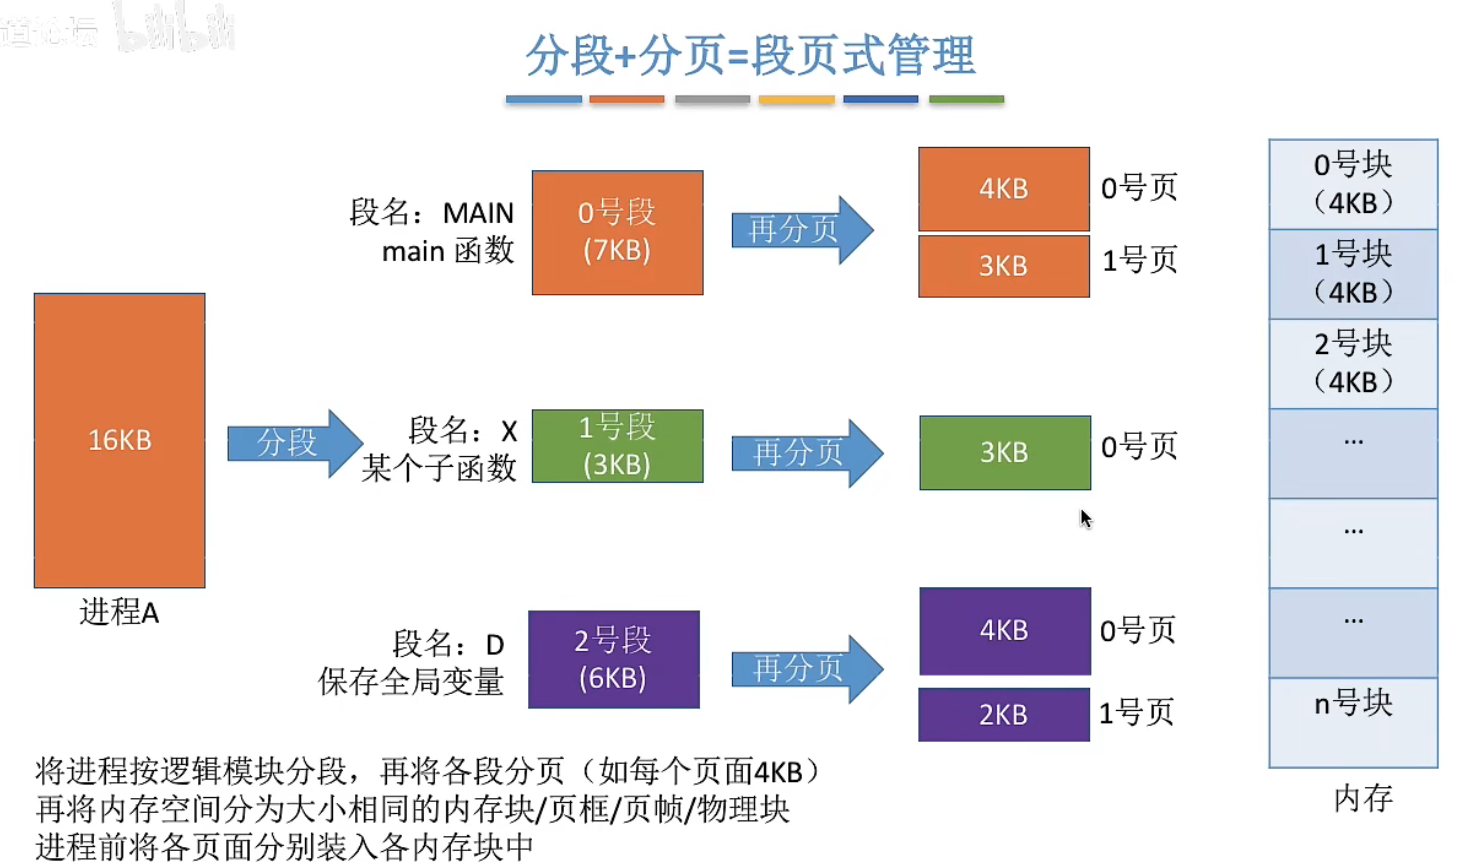 bilibili
分段+分页=段页式管理
段名：MAIN
main 函数
0号段
(7KB)
再分页
4KB
0号页
3KB
1号页
16KB
进程A
分段
段名：X
某个子函数
1号段
(3KB)
再分页
3KB
0号页
段名：D
保存全局变量
2号段
(6KB)
再分页
4KB
0号页
2KB
1号页
0号块
（4KB）
1号块
（4KB）
2号块
（4KB）
...
...
...
n号块
内存
将进程按逻辑模块分段，再将各段分页（如每个页面4KB）
再将内存空间分为大小相同的内存块/页框/页帧/物理块
进程前将各页面分别装入各内存块中